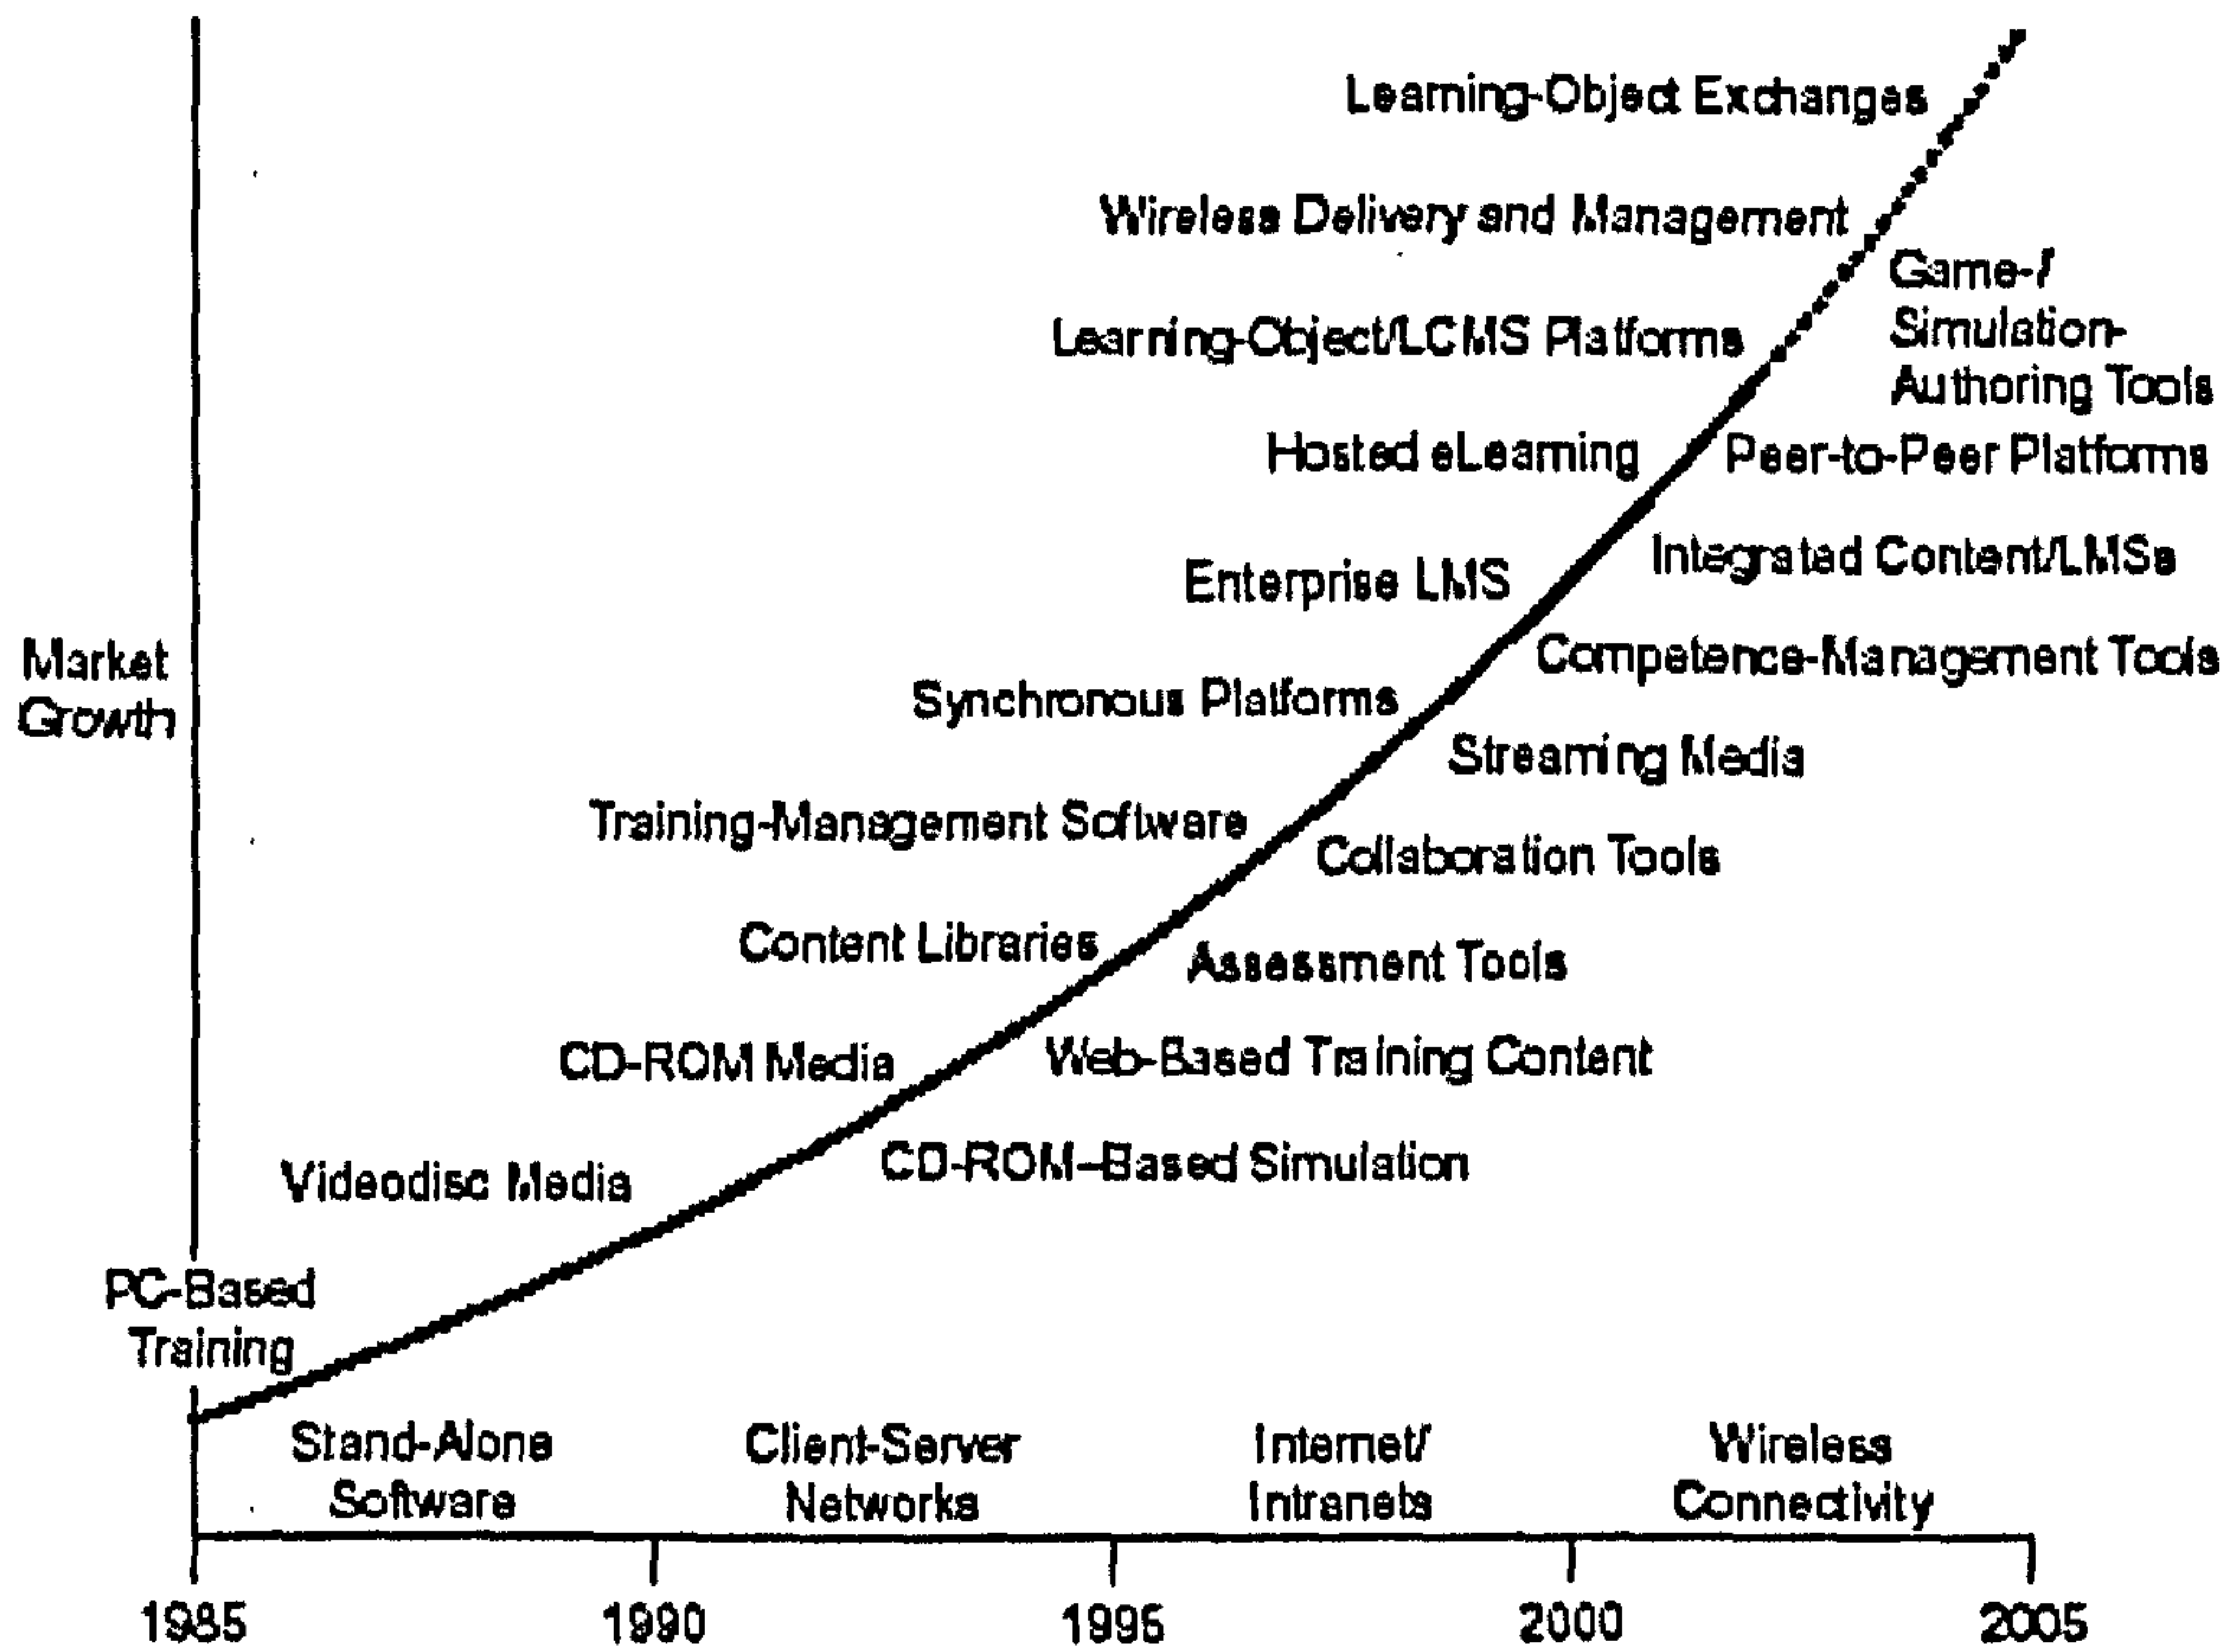 Learning-Object Exchanges
Wireless Delivery and Management
Game-/
Simulation-
Authoring Tools
Learning-Object/LCMS Platforms
Hosted eLearning
Peer-to-Peer Platforms
Integrated Content/LMSs
Enterprise LMS
Competence-Management Tools
Market
Growth
Synchronous Platforms
Streaming Media
Training-Management Software
Collaboration Tools
Content Libraries
Assessment Tools
CD-ROM Media
Web-Based Training Content
Videodisc Media
CD-ROM–Based Simulation
PC-Based
Training
Stand-Alone
Software
Client-Server
Networks
Internet/
Intranets
Wireless
Connectivity
1985
1990
1995
2000
2005